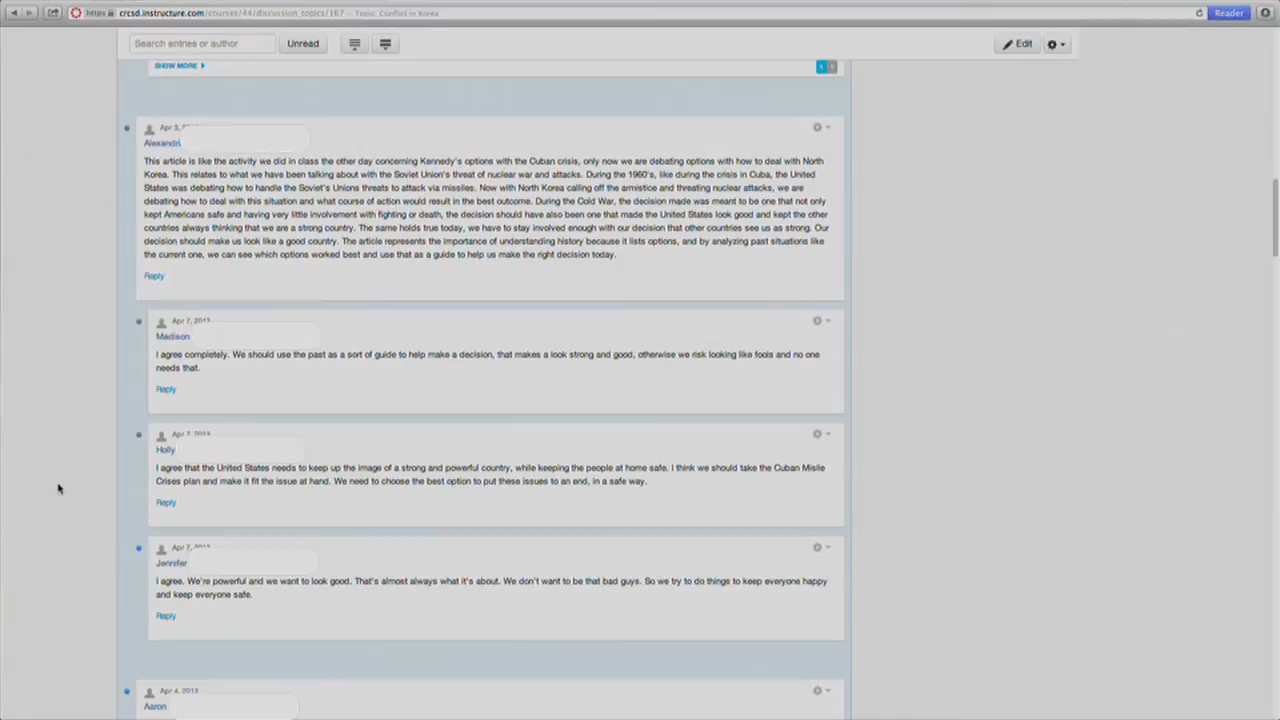 https crcsd.instructure.com/courses/44/discussion_topics/167 — Topic: Conflict in Korea
Reader
Search entries or author
Unread
Edit
SHOW MORE
Apr 3,
Alexandri
This article is like the activity we did in class the other day concerning Kennedy's options with the Cuban crisis, only now we are debating options with how to deal with North
Korea. This relates to what we have been talking about with the Soviet Union's threat of nuclear war and attacks. During the 1960's, like during the crisis in Cuba, the United
States was debating how to handle the Soviet's Unions threats to attack via missiles. Now with North Korea calling off the armistice and threating nuclear attacks, we are
debating how to deal with this situation and what course of action would result in the best outcome. During the Cold War, the decision made was meant to be one that not only
kept Americans safe and having very little involvement with fighting or death, the decision should have also been one that made the United States look good and kept the other
countries always thinking that we are a strong country. The same holds true today, we have to stay involved enough with our decision that other countries see us as strong. Our
decision should make us look like a good country. The article represents the importance of understanding history because it lists options, and by analyzing past situations like
the current one, we can see which options worked best and use that as a guide to help us make the right decision today.
Reply
Apr 7, 2013
Madison
I agree completely. We should use the past as a sort of guide to help make a decision, that makes a look strong and good, otherwise we risk looking like fools and no one
needs that.
Reply
Apr 7, 2013
Holly
I agree that the United States needs to keep up the image of a strong and powerful country, while keeping the people at home safe. I think we should take the Cuban Misile
Crises plan and make it fit the issue at hand. We need to choose the best option to put these issues to an end, in a safe way.
Reply
Apr 7, 2013
Jennifer
I agree. We're powerful and we want to look good. That's almost always what it's about. We don't want to be that bad guys. So we try to do things to keep everyone happy
and keep everyone safe.
Reply
Apr 4, 2013
Aaron